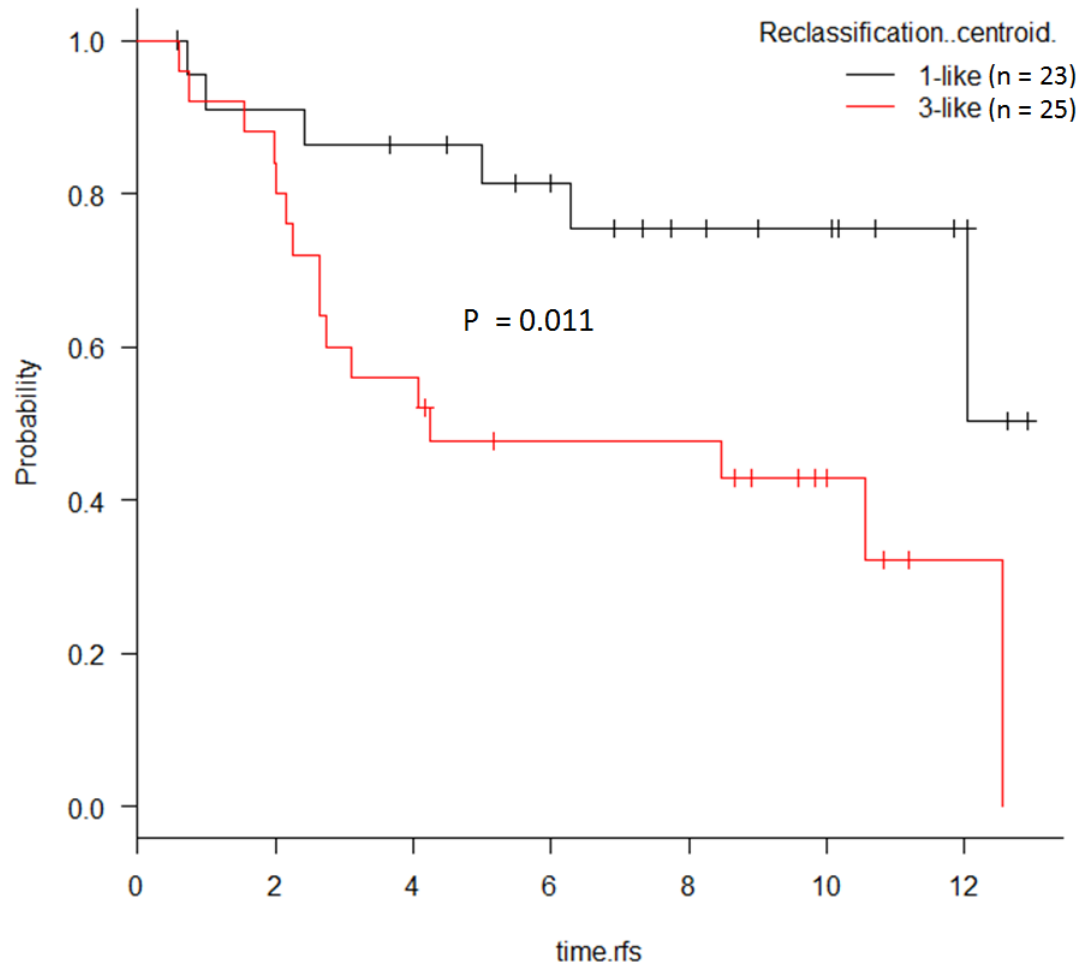 Reclassification..centroid.
1-like (n = 23)
3-like (n = 25)
1.0
0.8
0.6
0.4
0.2
0.0
P = 0.011
Probability
0 2 4 6 8 10 12
time.rfs